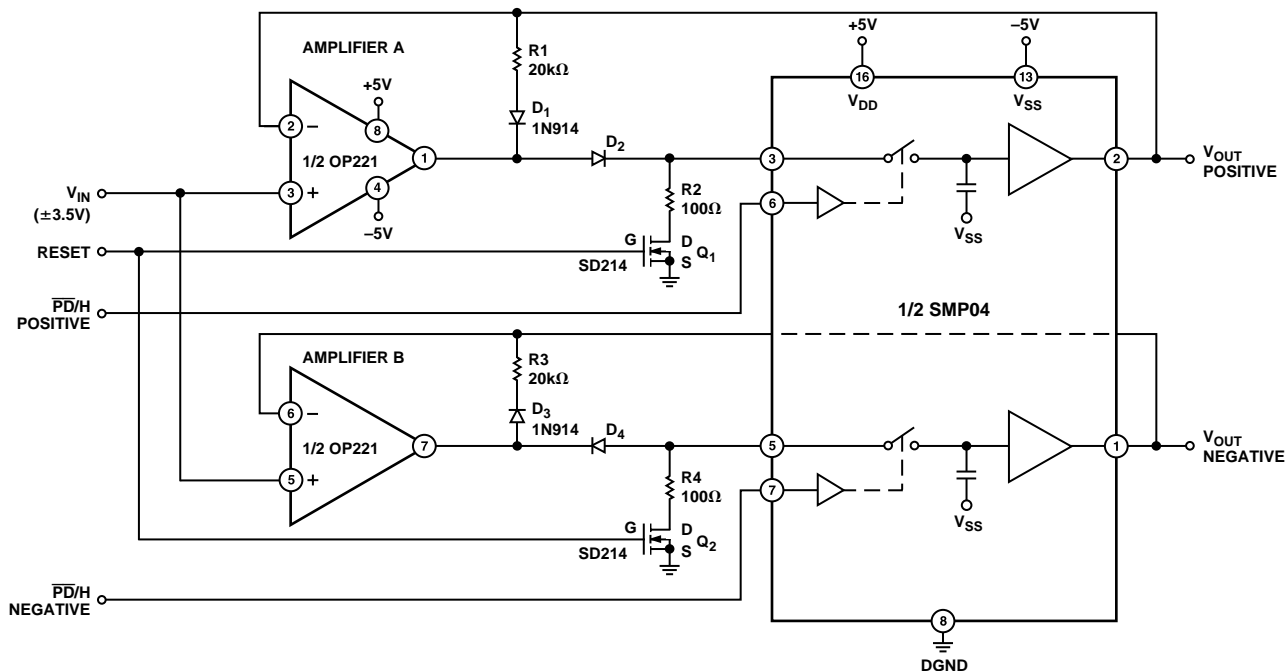 AMPLIFIER A
R1
20kΩ
+5V
−5V
16
13
VDD
VSS
+5V
D1
1N914
2
−
8
1/2 OP221
1
D2
3
2
VOUT
POSITIVE
VIN
(±3.5V)
3
+
4
−5V
R2
100Ω
6
VSS
RESET
G
D
S
Q1
SD214
PD/H
POSITIVE
1/2 SMP04
AMPLIFIER B
R3
20kΩ
6
−
D3
1N914
1/2 OP221
7
D4
5
1
VOUT
NEGATIVE
5
+
R4
100Ω
7
VSS
G
D
S
Q2
SD214
PD/H
NEGATIVE
8
DGND